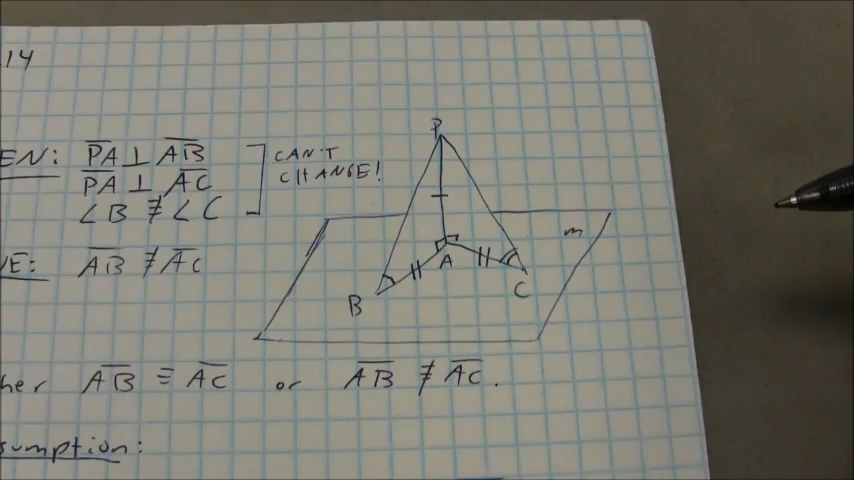 .14
EN: PA ⊥ AB
PA ⊥ AC
∠B ≢ ∠C
CAN'T
CHANGE!
VE: AB ≢ AC
P
m
A
B
C
her AB ≡ AC or AB ≢ AC.
sumption: